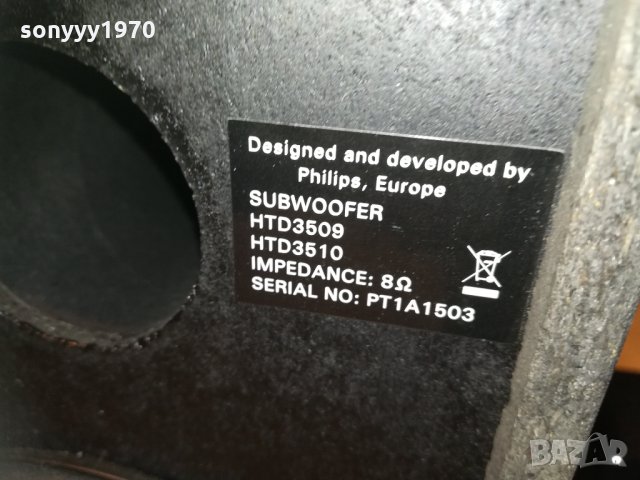 sonyyy1970
Designed and developed by
Philips, Europe
SUBWOOFER
HTD3509
HTD3510
IMPEDANCE: 8Ω
SERIAL NO: PT1A1503
BAZAR